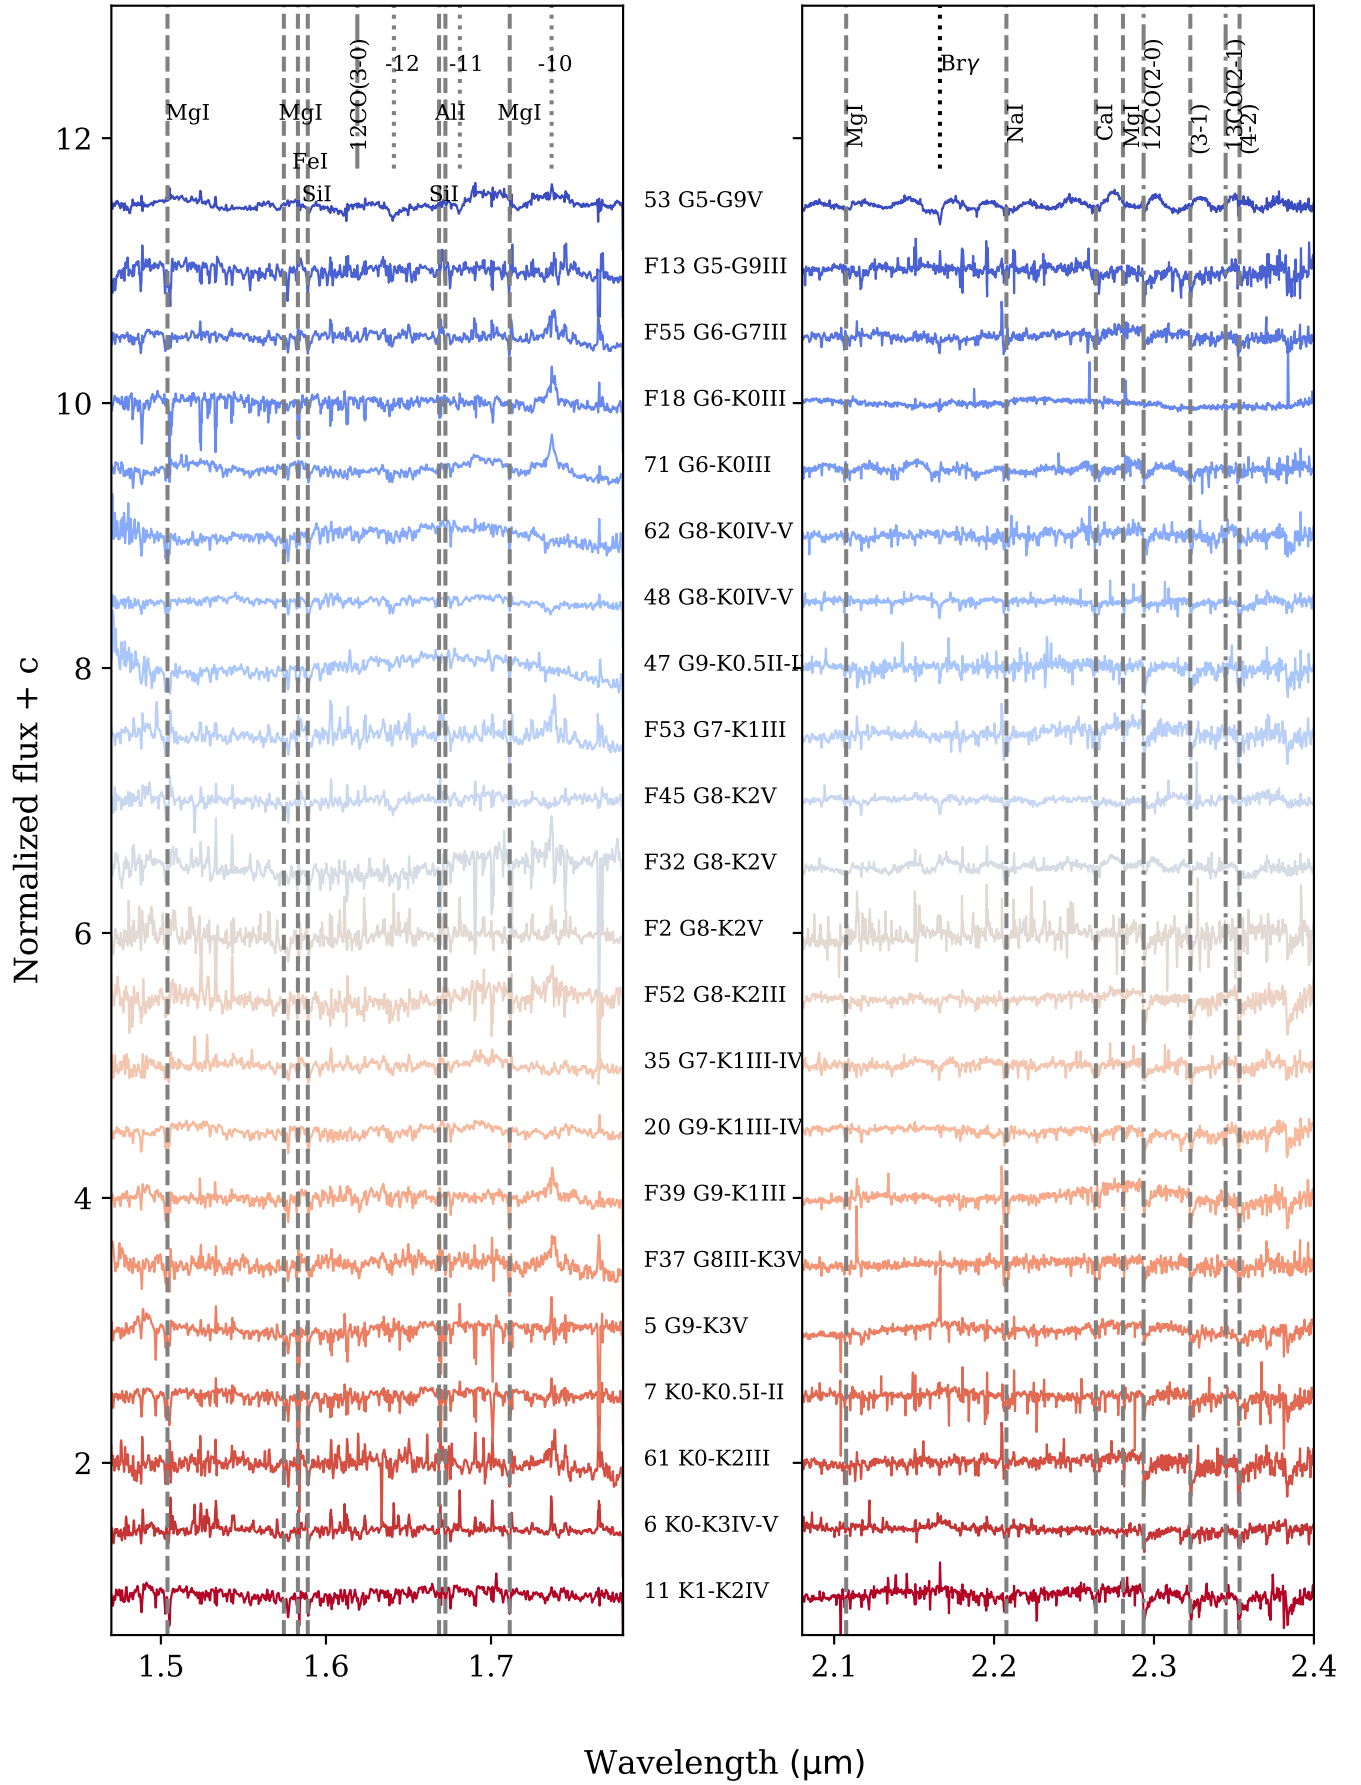 12CO(3-0)
-12
-11
-10
MgI
MgI
AlI
MgI
FeI
SiI
SiI
Brγ
MgI
NaI
CaI
MgI
12CO(2-0)
(3-1)
13CO(2-1)
(4-2)
53 G5-G9V
F13 G5-G9III
F55 G6-G7III
F18 G6-K0III
71 G6-K0III
62 G8-K0IV-V
48 G8-K0IV-V
47 G9-K0.5II-I
F53 G7-K1III
F45 G8-K2V
F32 G8-K2V
F2 G8-K2V
F52 G8-K2III
35 G7-K1III-IV
20 G9-K1III-IV
F39 G9-K1III
F37 G8III-K3V
5 G9-K3V
7 K0-K0.5I-II
61 K0-K2III
6 K0-K3IV-V
11 K1-K2IV
12
10
8
6
4
2
Normalized flux + c
1.5 1.6 1.7
2.1 2.2 2.3 2.4
Wavelength (μm)